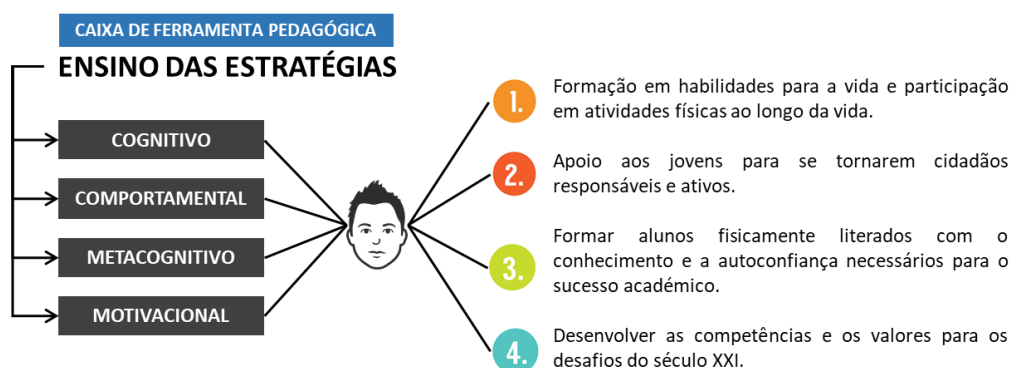 CAIXA DE FERRAMENTA PEDAGÓGICA
ENSINO DAS ESTRATÉGIAS
COGNITIVO
COMPORTAMENTAL
METACOGNITIVO
MOTIVACIONAL
1.
Formação em habilidades para a vida e participação
em atividades físicas ao longo da vida.
2.
Apoio aos jovens para se tornarem cidadãos
responsáveis e ativos.
3.
Formar alunos fisicamente literados com o
conhecimento e a autoconfiança necessários para o
sucesso académico.
4.
Desenvolver as competências e os valores para os
desafios do século XXI.